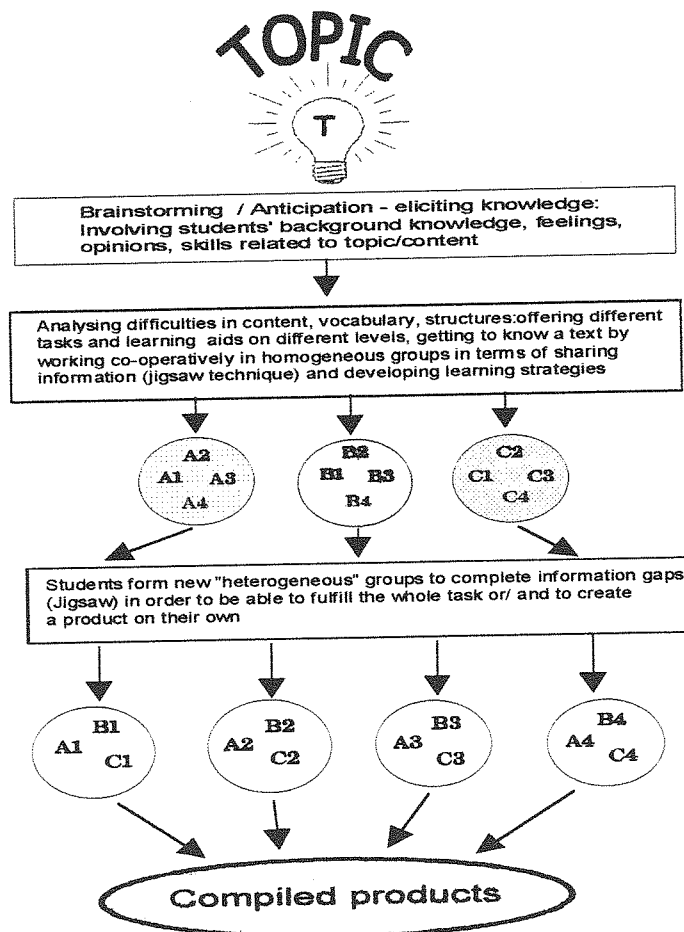 TOPIC
T
Brainstorming / Anticipation - eliciting knowledge:
Involving students' background knowledge, feelings,
opinions, skills related to topic/content
Analysing difficulties in content, vocabulary, structures:offering different
tasks and learning aids on different levels, getting to know a text by
working co-operatively in homogeneous groups in terms of sharing
information (jigsaw technique) and developing learning strategies
A2
A1 A3
A4
B2
B1 B3
B4
C2
C1 C3
C4
Students form new "heterogeneous" groups to complete information gaps
(Jigsaw) in order to be able to fulfill the whole task or/ and to create
a product on their own
B1
A1
C1
B2
A2
C2
B3
A3
C3
B4
A4
C4
Compiled products